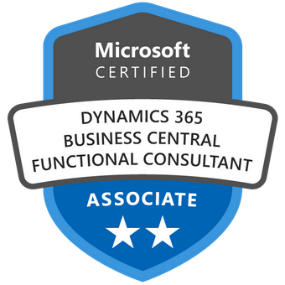 Microsoft
CERTIFIED
DYNAMICS 365
BUSINESS CENTRAL
FUNCTIONAL CONSULTANT
ASSOCIATE